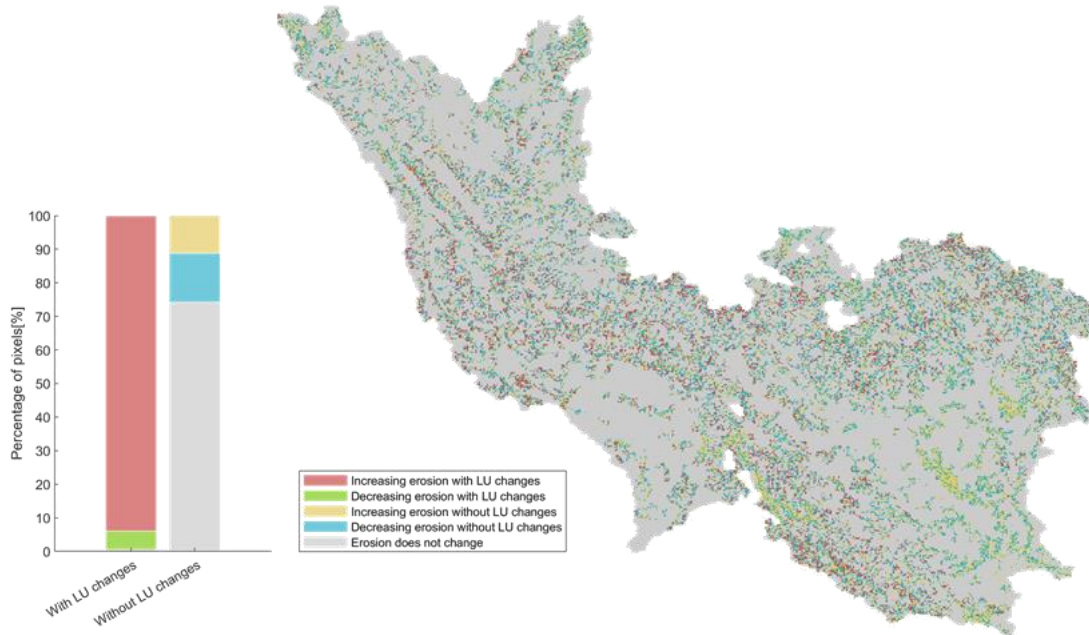 100
90
80
70
60
50
40
30
20
10
0
Percentage of pixels[%]
With LU changes
Without LU changes
Increasing erosion with LU changes
Decreasing erosion with LU changes
Increasing erosion without LU changes
Decreasing erosion without LU changes
Erosion does not change